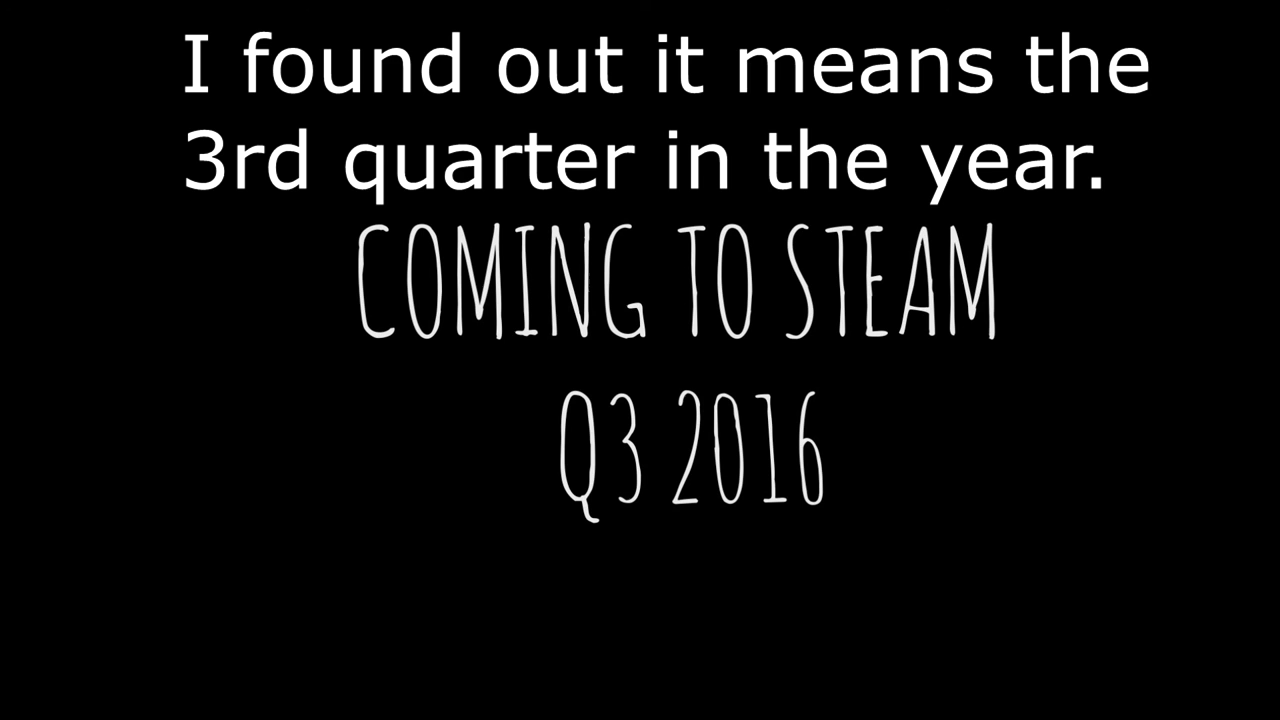 I found out it means the
3rd quarter in the year.
COMING TO STEAM
Q3 2016